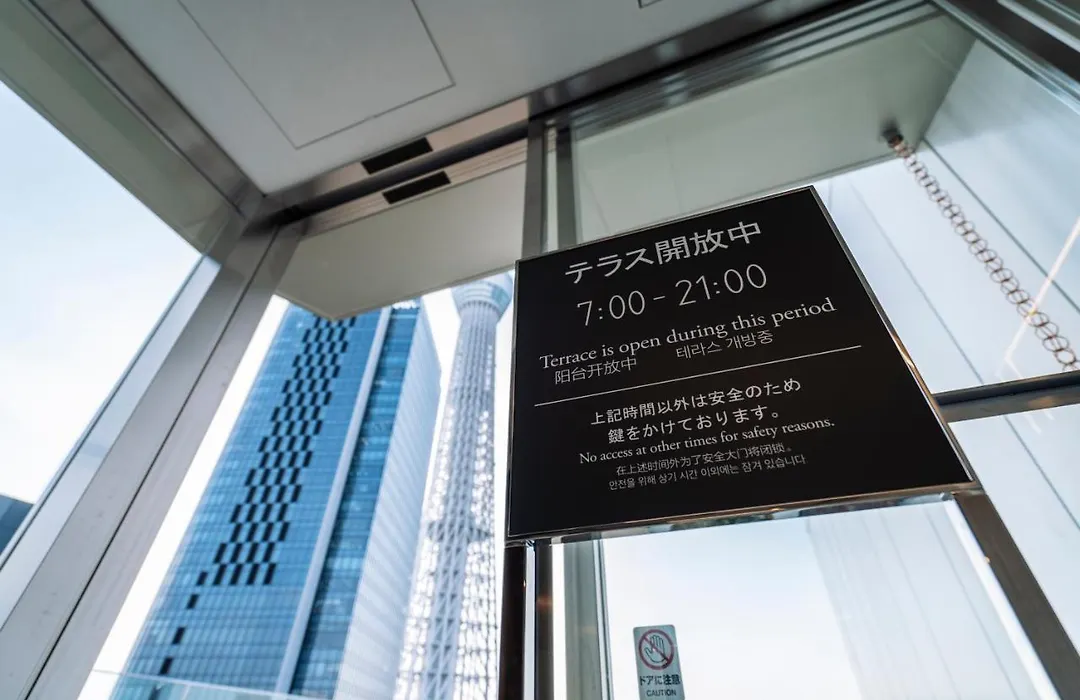 テラス開放中
7:00 - 21:00
Terrace is open during this period
阳台开放中 테라스 개방중
上記時間以外は安全のため
鍵をかけております。
No access at other times for safety reasons.
在上述时间外为了安全大门将闭锁。
안전을 위해 상기 시간 이외에는 잠겨 있습니다
ドアに注意
CAUTION